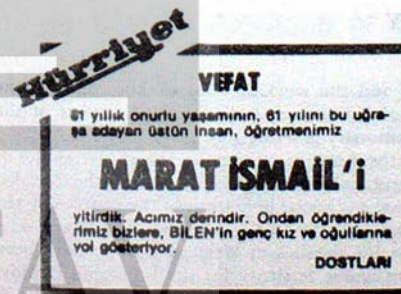 Hürriyet
VEFAT
61 yıllık onurlu yaşamının, 61 yılını bu uğra-
şa adayan üstün insan, öğretmenimiz
MARAT İSMAİL'i
yitirdik. Acımız derindir. Ondan öğrendikle-
rimiz bizlere, BİLEN'in genç kız ve oğullarına
yol gösteriyor.
DOSTLARI